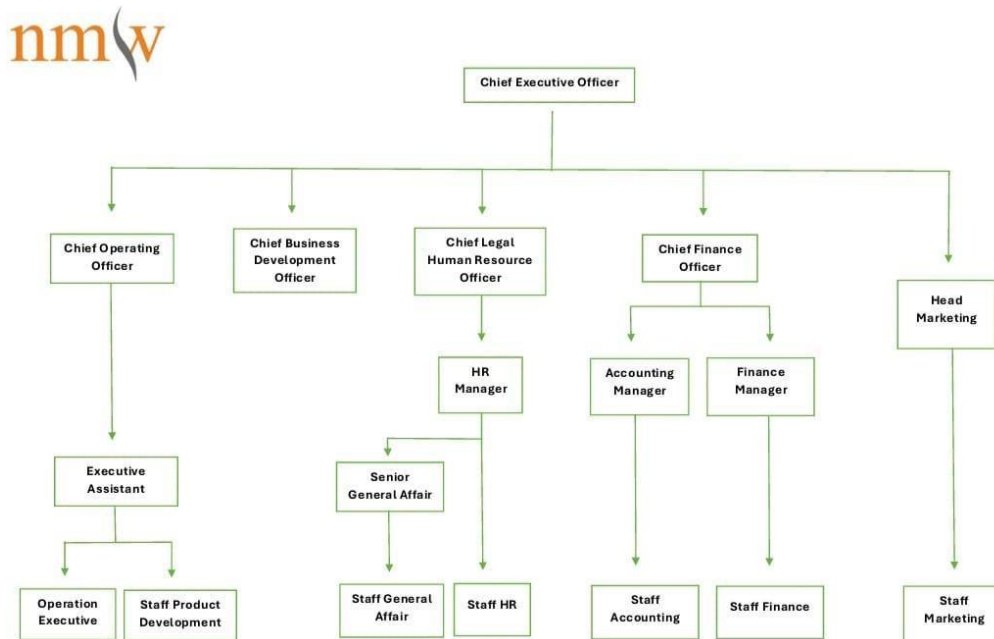 nmw
Chief Executive Officer
Chief Operating
Officer
Chief Business
Development
Officer
Chief Legal
Human Resource
Officer
Chief Finance
Officer
Head
Marketing
HR
Manager
Accounting
Manager
Finance
Manager
Executive
Assistant
Senior
General Affair
Operation
Executive
Staff Product
Development
Staff General
Affair
Staff HR
Staff
Accounting
Staff Finance
Staff
Marketing